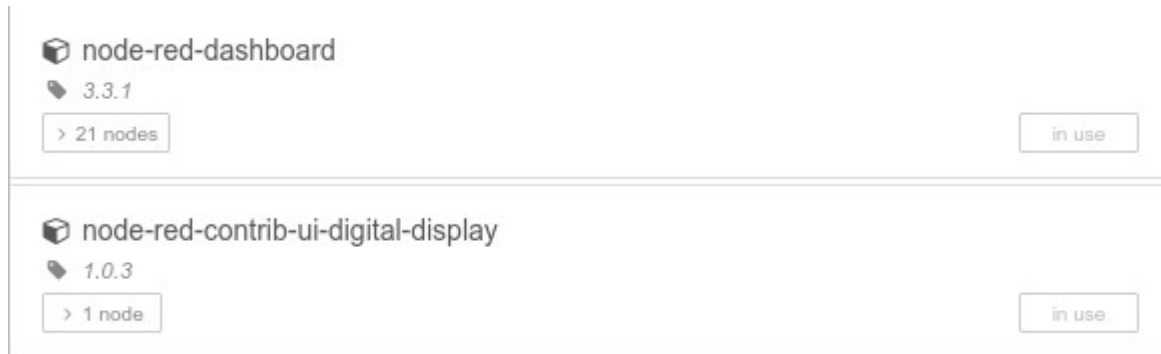 node-red-dashboard
3.3.1
> 21 nodes
in use
node-red-contrib-ui-digital-display
1.0.3
> 1 node
in use